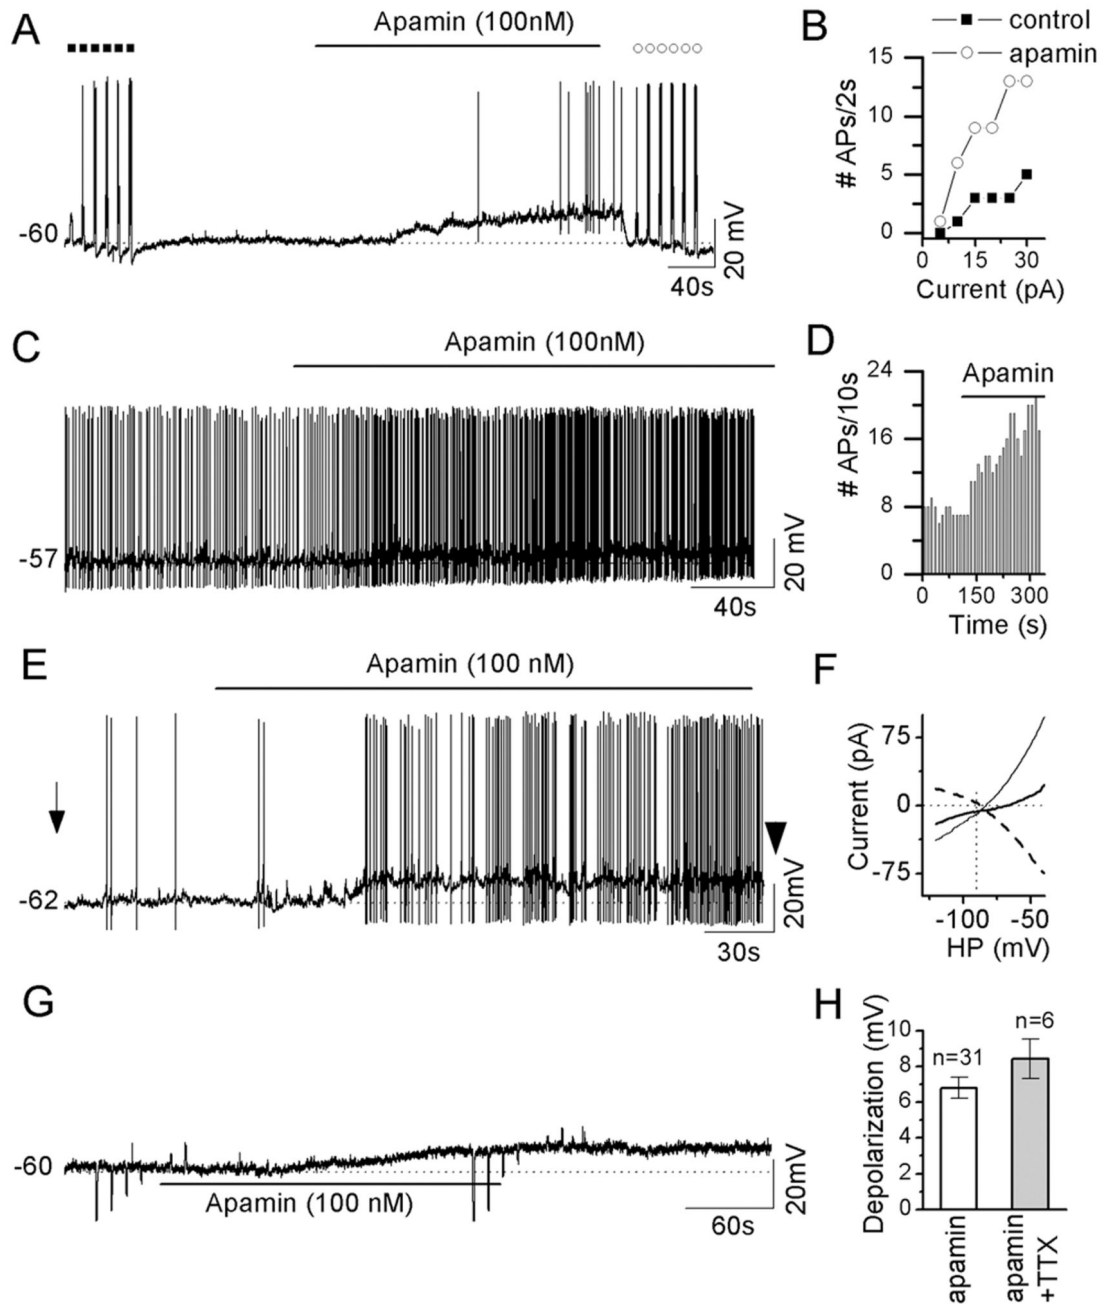 A
Apamin (100nM)
-60
20 mV
40s
B
control
apamin
# APs/2s
15
10
5
0
0
15
30
Current (pA)
C
Apamin (100nM)
-57
20 mV
40s
D
# APs/10s
24
16
8
0
Apamin
0
150
300
Time (s)
E
Apamin (100 nM)
-62
20mV
30s
F
Current (pA)
75
0
-75
-100
-50
HP (mV)
G
-60
Apamin (100 nM)
20mV
60s
H
Depolarization (mV)
10
8
6
4
2
0
n=31
n=6
apamin
apamin
+TTX